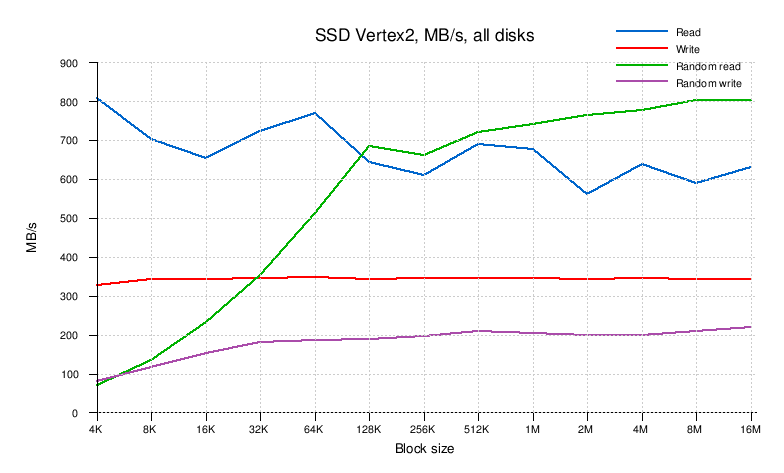 SSD Vertex2, MB/s, all disks
Read
Write
Random read
Random write
900
800
700
600
500
400
300
200
100
0
MB/s
4K 8K 16K 32K 64K 128K 256K 512K 1M 2M 4M 8M 16M
Block size